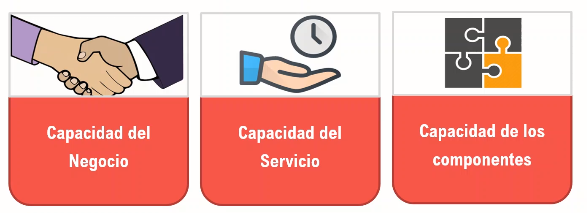 Capacidad del
Negocio
Capacidad del
Servicio
Capacidad de los
componentes